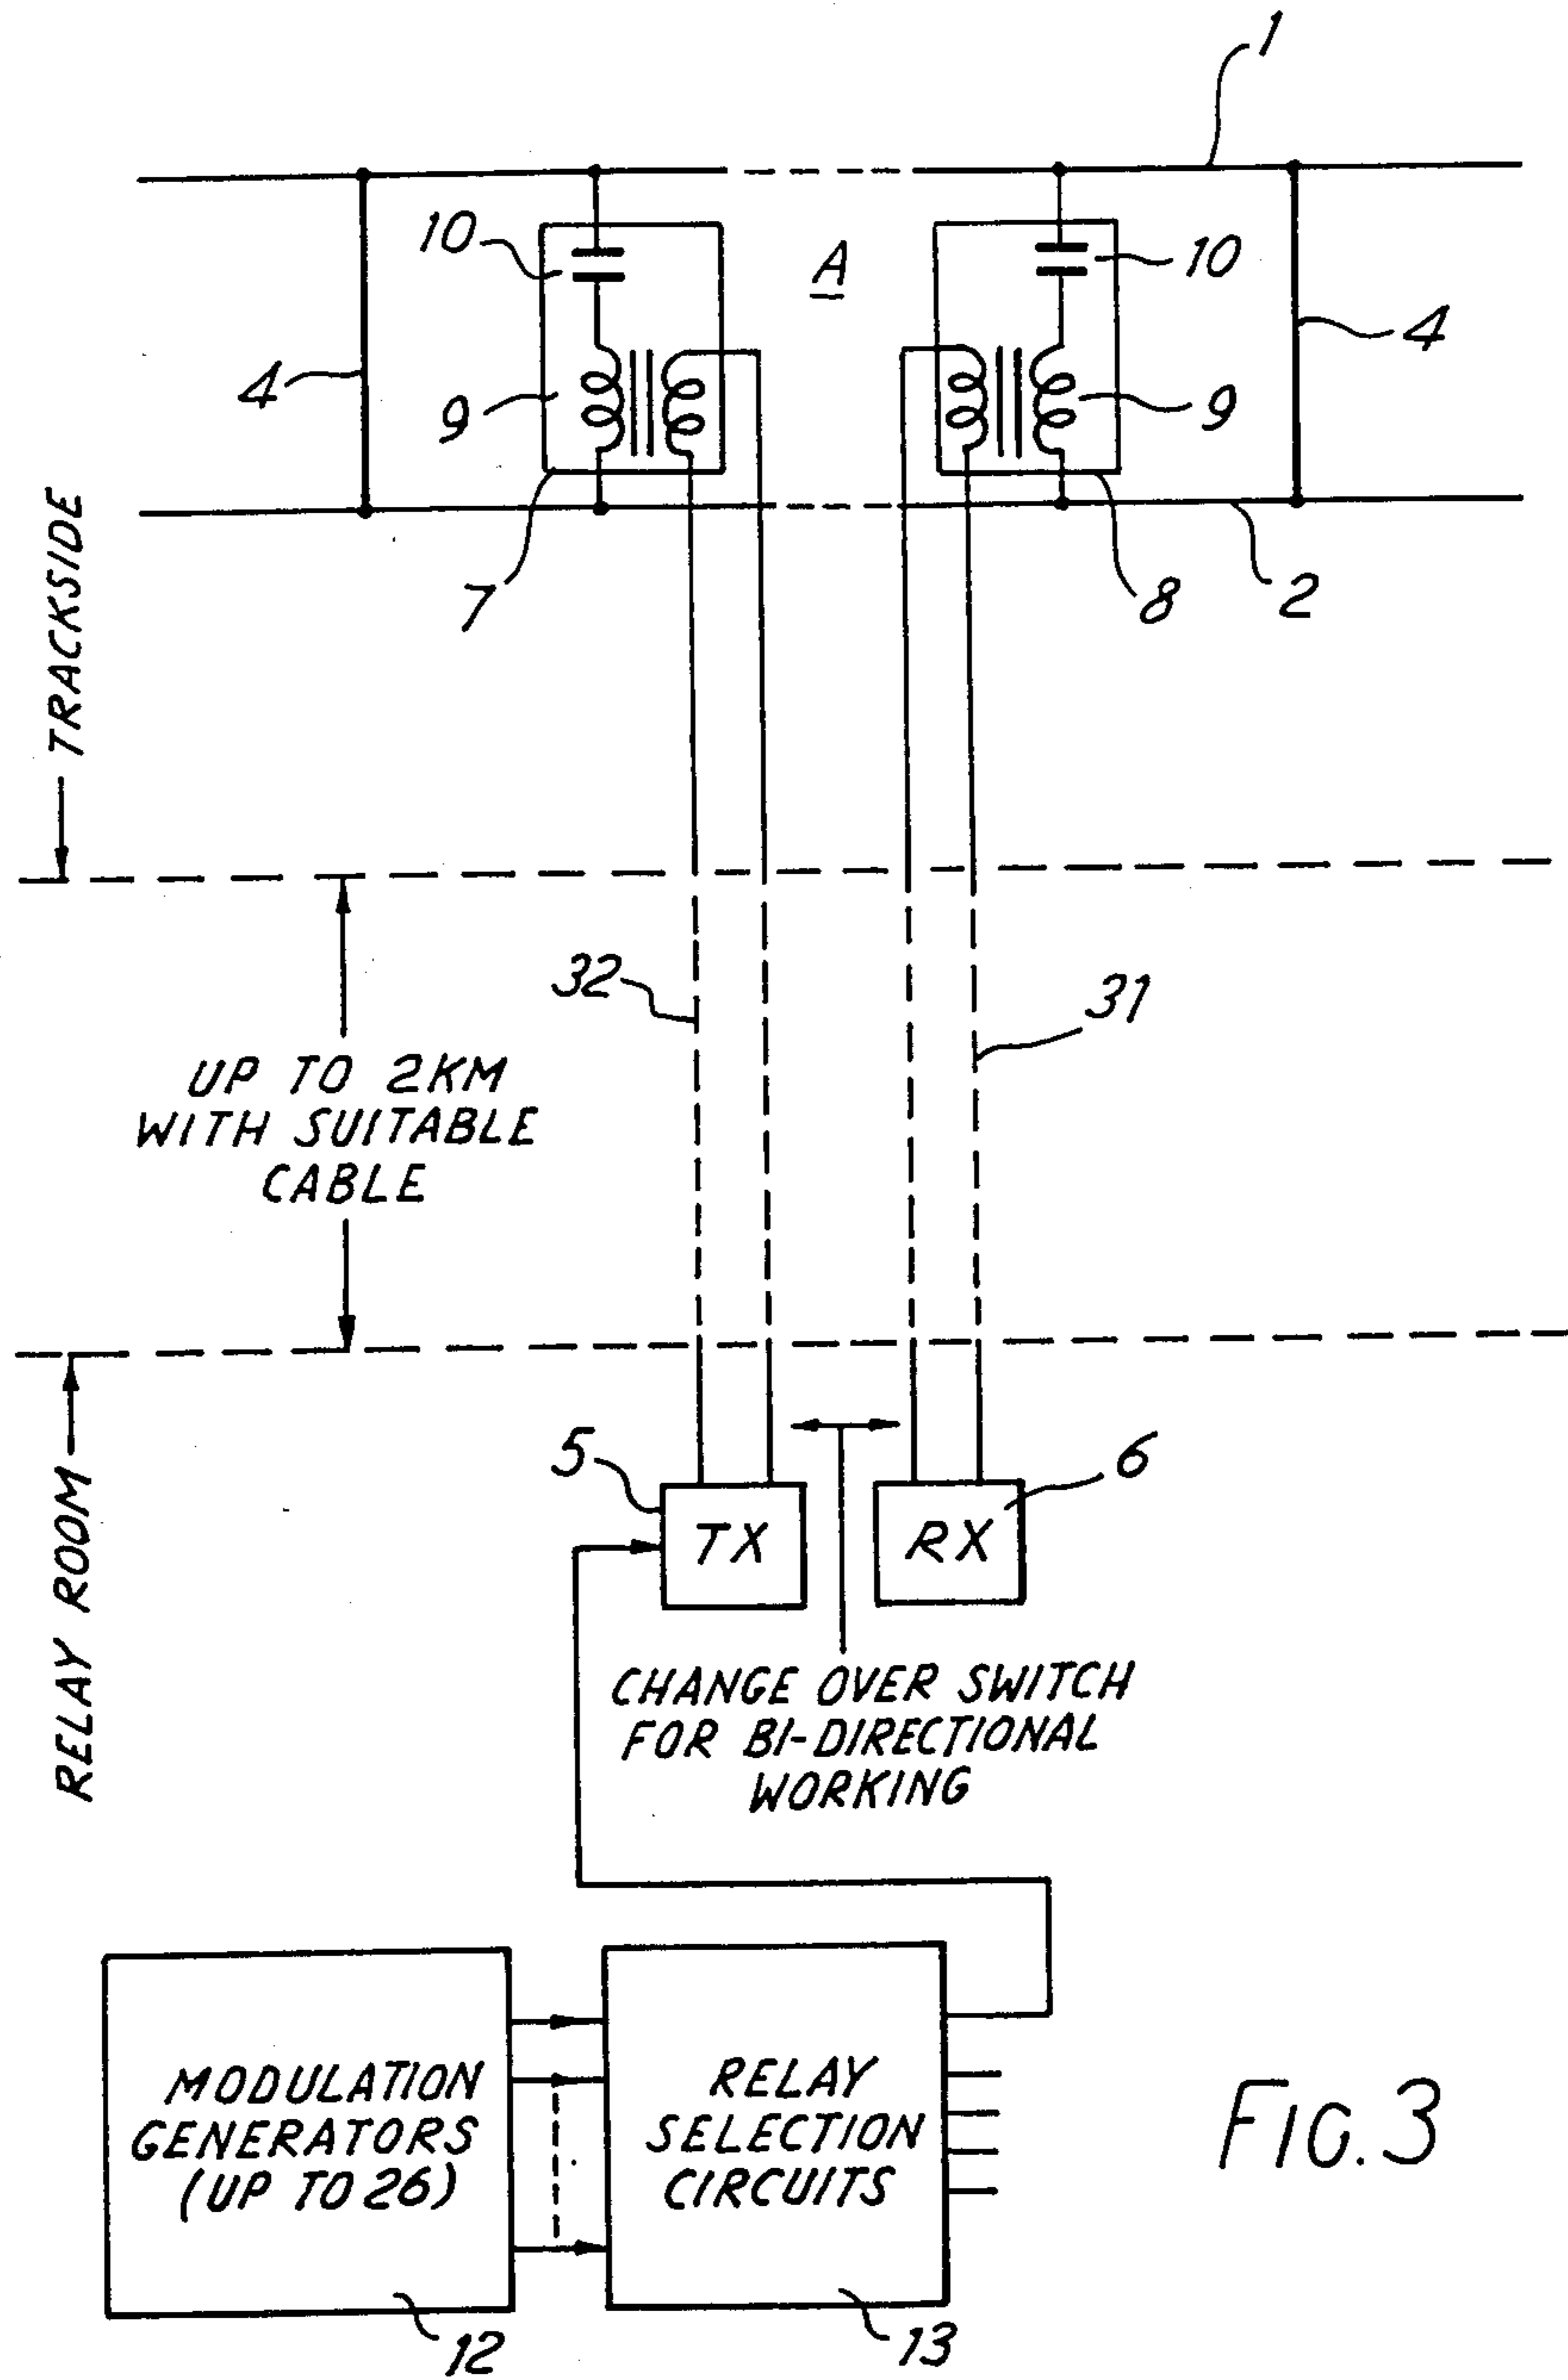 1
10
A
10
4
9
9
4
7
8
2
TRACKSIDE
32
31
UP TO 2KM
WITH SUITABLE
CABLE
5
6
TX
RX
RELAY ROOM
CHANGE OVER SWITCH
FOR BI-DIRECTIONAL
WORKING
MODULATION
GENERATORS
(UP TO 26)
RELAY
SELECTION
CIRCUITS
FIG. 3
12
13